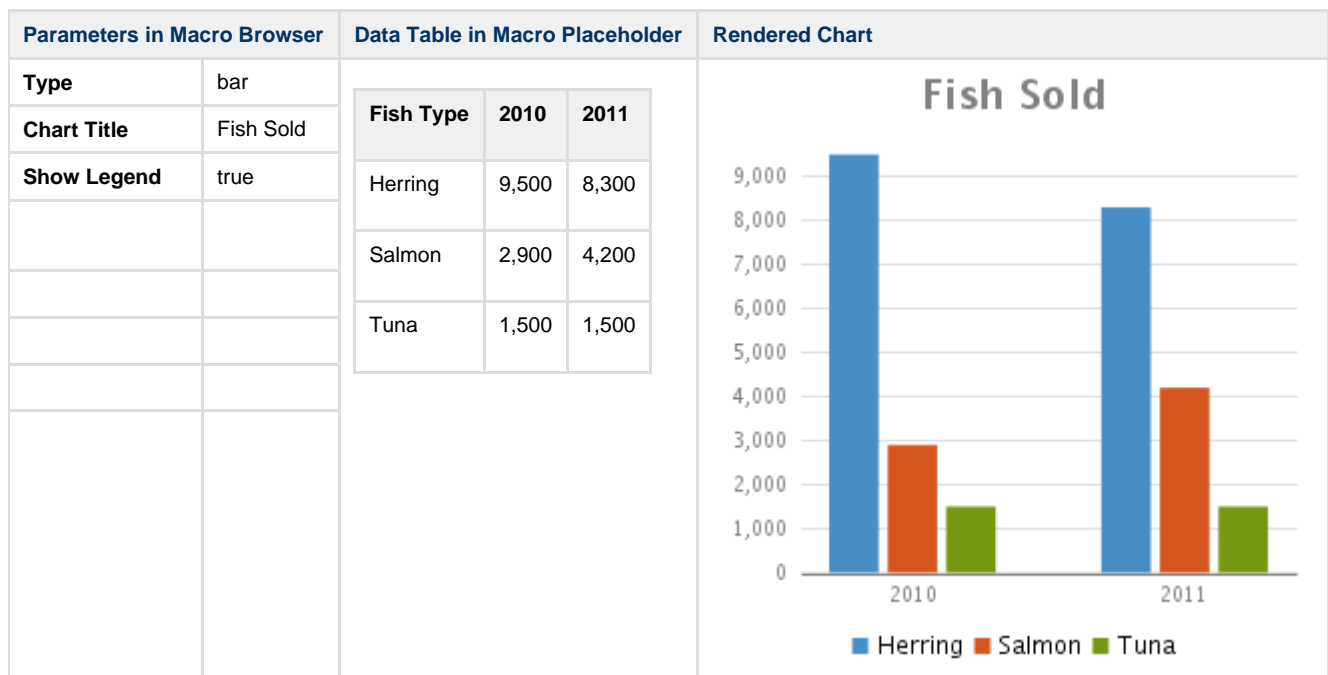 Parameters in Macro Browser
Data Table in Macro Placeholder
Rendered Chart
Type bar
Chart Title Fish Sold
Show Legend true
Fish Type 2010 2011
Herring 9,500 8,300
Salmon 2,900 4,200
Tuna 1,500 1,500
Fish Sold
9,000
8,000
7,000
6,000
5,000
4,000
3,000
2,000
1,000
0
2010 2011
Herring Salmon Tuna